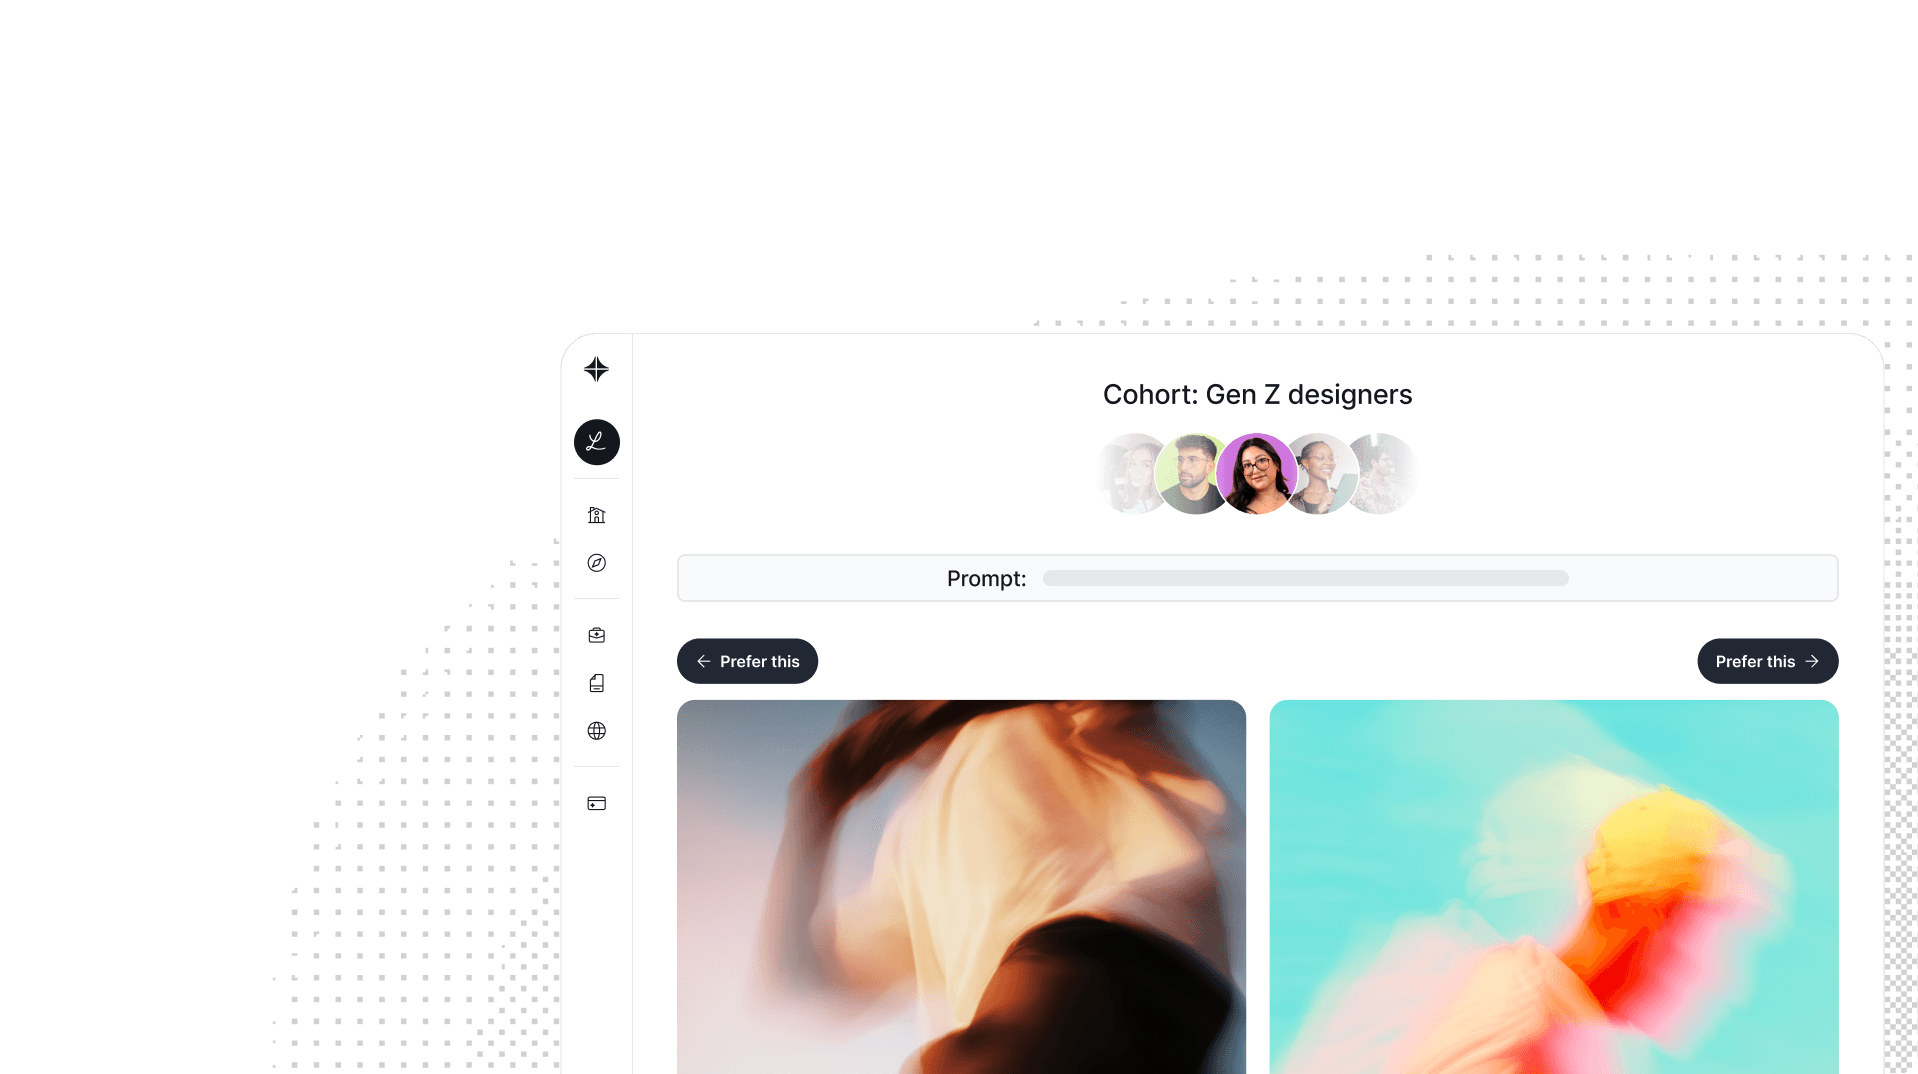 Cohort: Gen Z designers
Prompt:
← Prefer this
Prefer this →